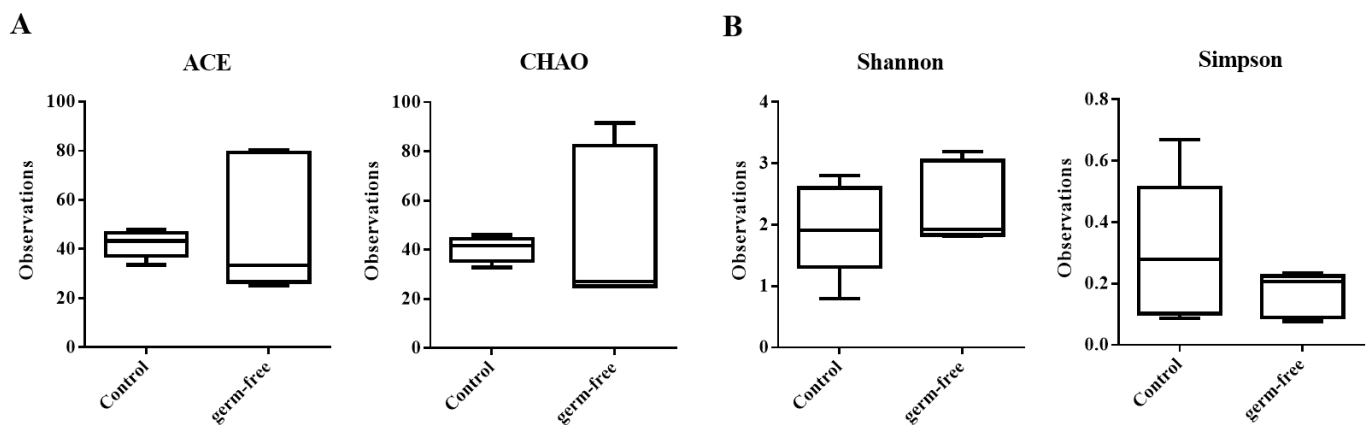 A
B
ACE
CHAO
Shannon
Simpson
Observations
100
80
60
40
20
0
Control
germ-free
Observations
100
80
60
40
20
0
Control
germ-free
Observations
4
3
2
1
0
Control
germ-free
Observations
0.8
0.6
0.4
0.2
0.0
Control
germ-free